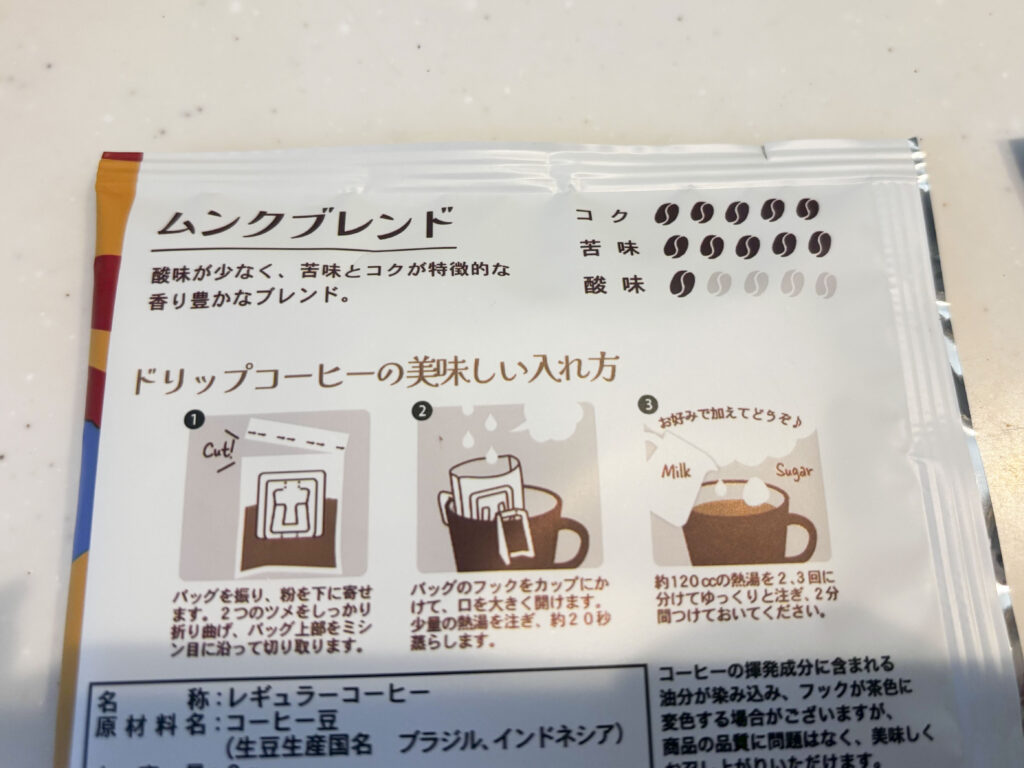 ムンクブレンド
酸味が少なく、苦味とコクが特徴的な
香り豊かなブレンド。
コク
苦味
酸味
ドリップコーヒーの美味しい入れ方
1
Cut!
バッグを振り、粉を下に寄せ
ます。2つのツメをしっかり
折り曲げ、バッグ上部をミシ
ン目に沿って切り取ります。
2
バッグのフックをカップにか
けて、口を大きく開けます。
少量の熱湯を注ぎ、約20秒
蒸らします。
3
お好みで加えてどうぞ♪
Milk
Sugar
約120ccの熱湯を2、3回に
分けてゆっくりと注ぎ、2分
間つけておいてください。
名称:レギュラーコーヒー
原材料名:コーヒー豆
(生豆生産国名 ブラジル、インドネシア)
コーヒーの揮発成分に含まれる
油分が染み込み、フックが茶色に
変色する場合がございますが、
商品の品質に問題はなく、美味しく
お召し上がりいただけます。